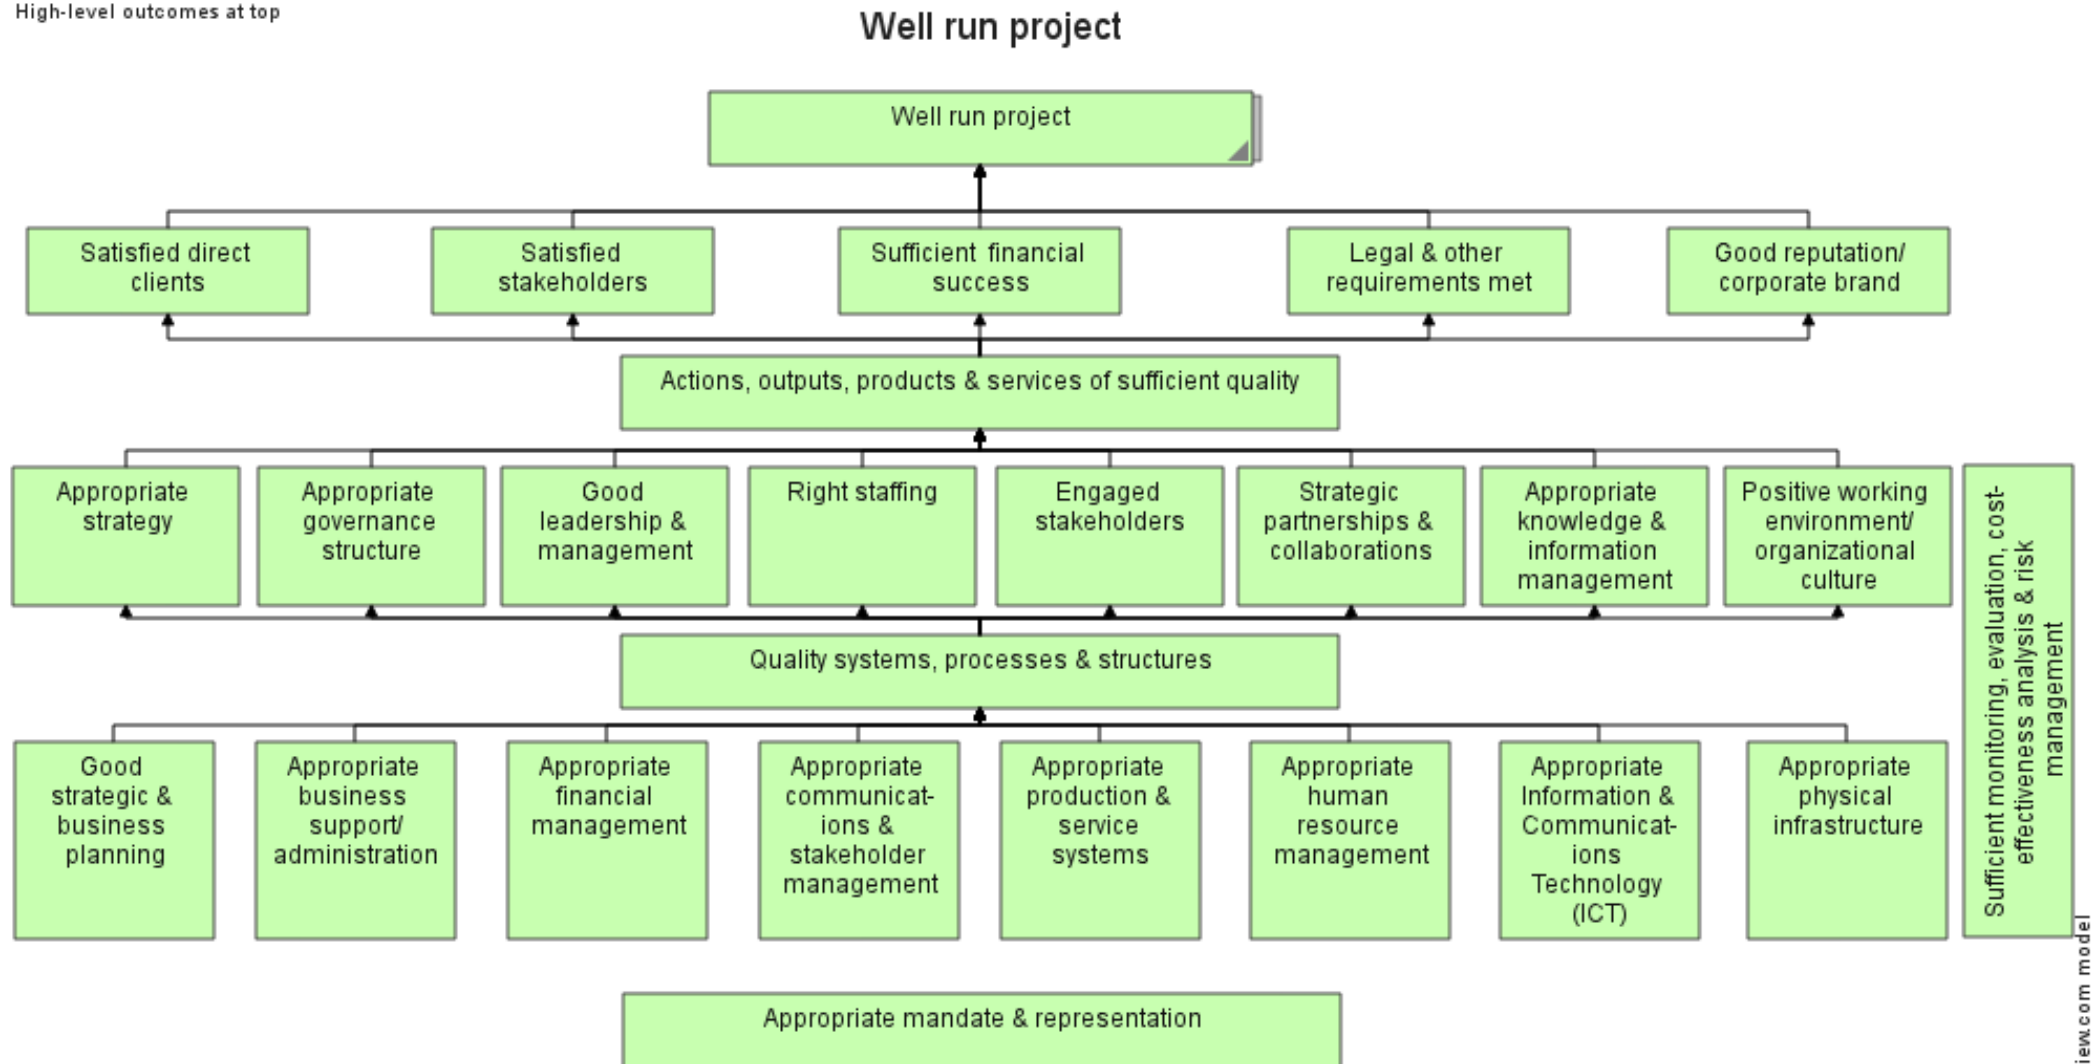 High-level outcomes at top
Well run project
Well run project
Satisfied direct
clients
Satisfied
stakeholders
Sufficient financial
success
Legal & other
requirements met
Good reputation/
corporate brand
Actions, outputs, products & services of sufficient quality
Appropriate
strategy
Appropriate
governance
structure
Good
leadership &
management
Right staffing
Engaged
stakeholders
Strategic
partnerships &
collaborations
Appropriate
knowledge &
information
management
Positive working
environment/
organizational
culture
Sufficient monitoring, evaluation, cost-
effectiveness analysis & risk
management
Quality systems, processes & structures
Good
strategic &
business
planning
Appropriate
business
support/
administration
Appropriate
financial
management
Appropriate
communicat-
ions &
stakeholder
management
Appropriate
production &
service
systems
Appropriate
human
resource
management
Appropriate
Information &
Communicat-
ions
Technology
(ICT)
Appropriate
physical
infrastructure
Appropriate mandate & representation
iew.com model